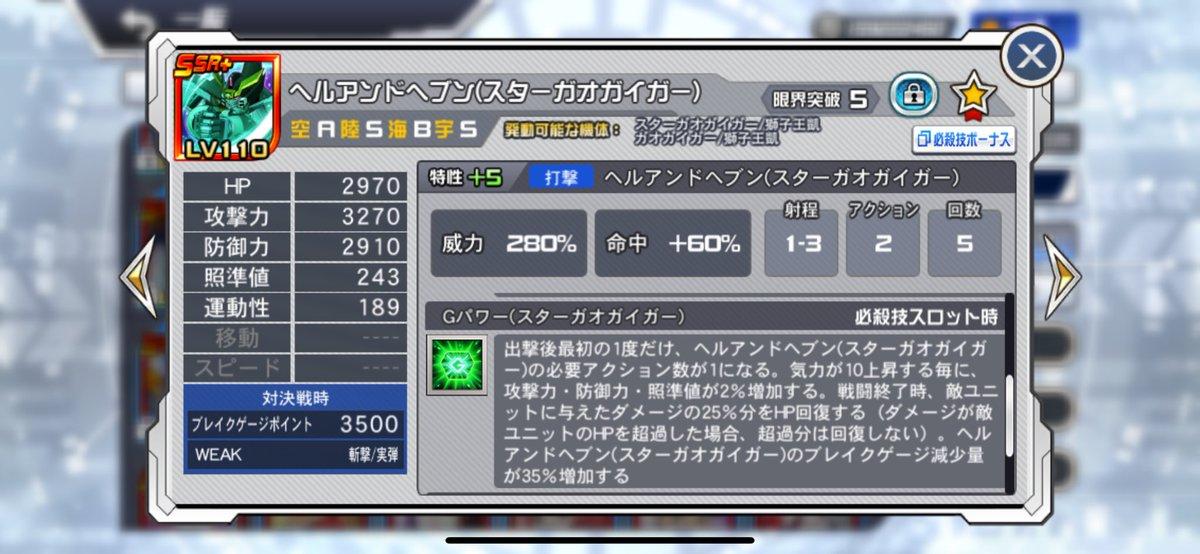 SSR+
LV110
ヘルアンドヘブン(スターガオガイガー)
限界突破 5
空A陸S海B宇S
発動可能な機体：
スターガオガイガー/獅子王凱
ガオガイガー/獅子王凱
必殺技ボーナス
HP 2970
攻撃力 3270
防御力 2910
照準値 243
運動性 189
移動 ----
スピード ----
対決戦時
ブレイクゲージポイント 3500
WEAK 斬撃/実弾
特性+5 打撃 ヘルアンドヘブン(スターガオガイガー)
威力 280%
命中 +60%
射程 1-3
アクション 2
回数 5
Gパワー(スターガオガイガー) 必殺技スロット時
出撃後最初の1度だけ、ヘルアンドヘブン(スターガオガイガ
ー)の必要アクション数が1になる。気力が10上昇する毎に、
攻撃力・防御力・照準値が2%増加する。戦闘終了時、敵ユニ
ットに与えたダメージの25%分をHP回復する（ダメージが敵
ユニットのHPを超過した場合、超過分は回復しない）。ヘル
アンドヘブン(スターガオガイガー)のブレイクゲージ減少量
が35%増加する